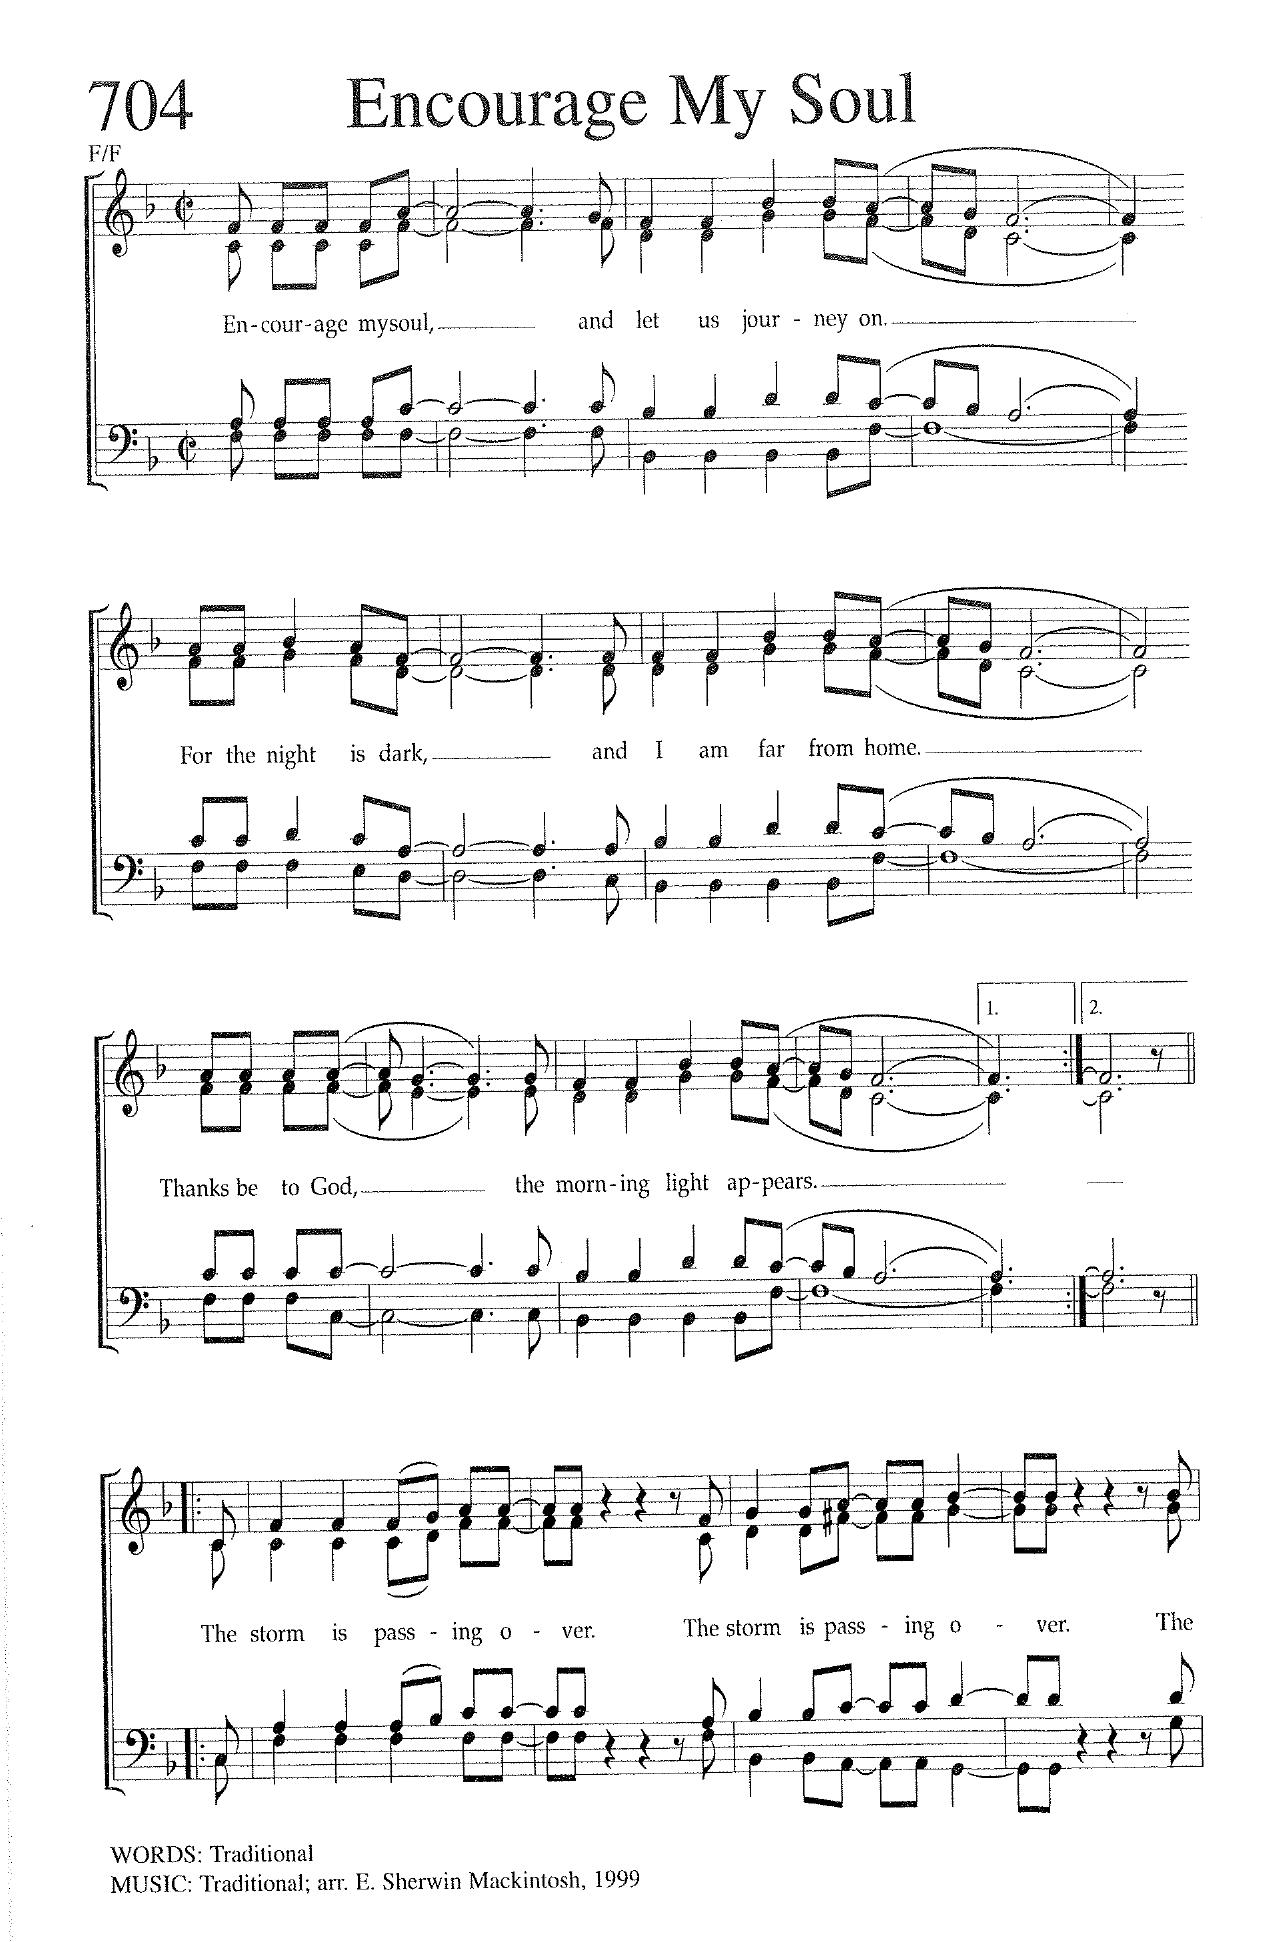 704 Encourage My Soul
F/F
En-cour-age mysoul, and let us jour - ney on.
For the night is dark, and I am far from home.
1. 2.
Thanks be to God, the morn-ing light ap-pears.
The storm is pass - ing o - ver. The storm is pass - ing o - ver. The
WORDS: Traditional
MUSIC: Traditional; arr. E. Sherwin Mackintosh, 1999